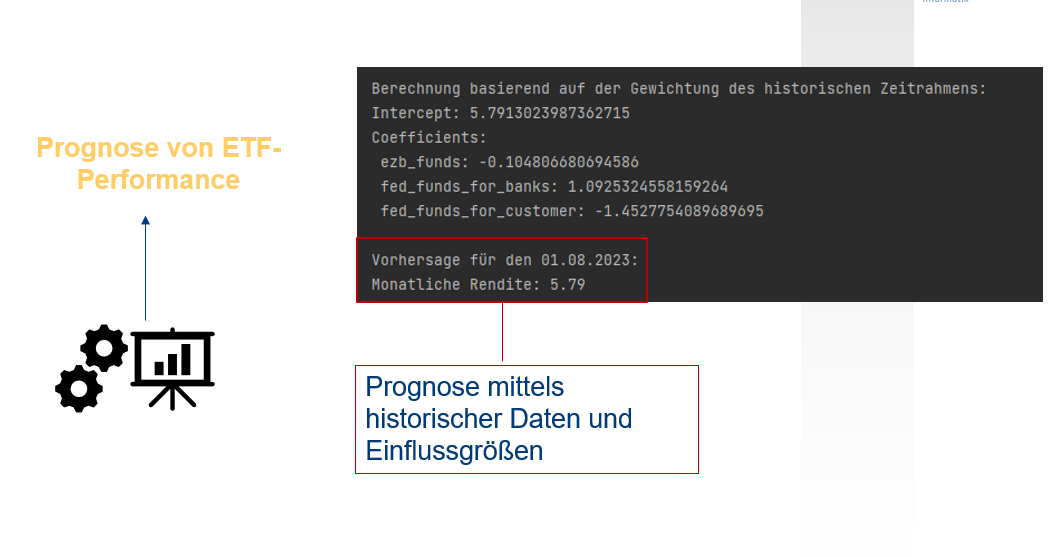 Prognose von ETF-
Performance
Berechnung basierend auf der Gewichtung des historischen Zeitrahmens:
Intercept: 5.7913023987362715
Coefficients:
ezb_funds: -0.104806680694586
fed_funds_for_banks: 1.0925324558159264
fed_funds_for_customer: -1.4527754089689695
Vorhersage für den 01.08.2023:
Monatliche Rendite: 5.79
Prognose mittels
historischer Daten und
Einflussgrößen